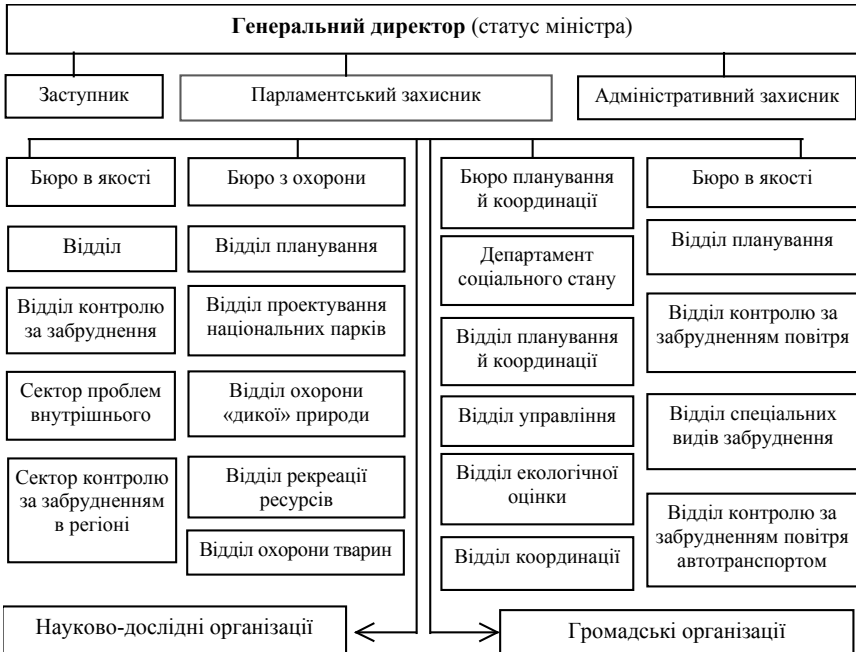 Генеральний директор (статус міністра)
Заступник
Парламентський захисник
Адміністративний захисник
Бюро в якості
Відділ
Відділ контролю
за забруднення
Сектор проблем
внутрішнього
Сектор контролю
за забрудненням
в регіоні
Бюро з охорони
Відділ планування
Відділ проектування
національних парків
Відділ охорони
«дикої» природи
Відділ рекреації
ресурсів
Відділ охорони тварин
Бюро планування
й координації
Департамент
соціального стану
Відділ планування
й координації
Відділ управління
Відділ екологічної
оцінки
Відділ координації
Бюро в якості
Відділ планування
Відділ контролю за
забрудненням повітря
Відділ спеціальних
видів забруднення
Відділ контролю за
забрудненням повітря
автотранспортом
Науково-дослідні організації
Громадські організації